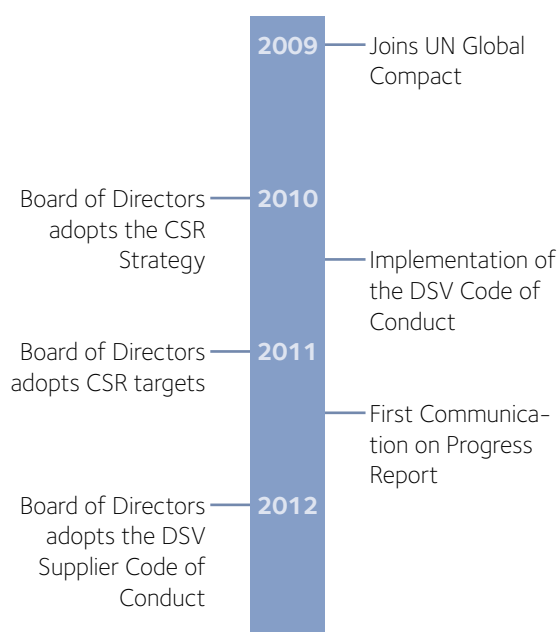 2009
Joins UN Global
Compact
Board of Directors
adopts the CSR
Strategy
2010
Implementation of
the DSV Code of
Conduct
Board of Directors
adopts CSR targets
2011
First Communica-
tion on Progress
Report
Board of Directors
adopts the DSV
Supplier Code of
Conduct
2012